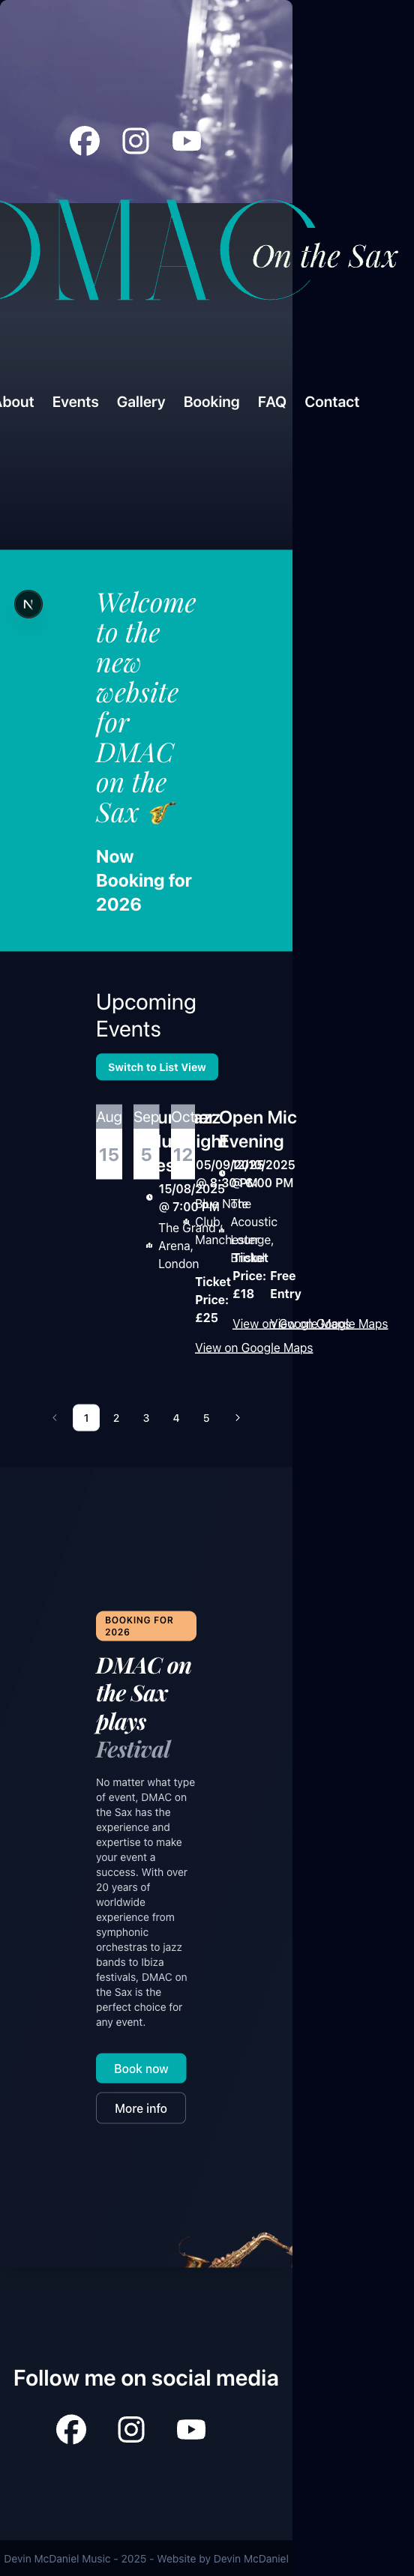 DMAC
On the Sax
About Events Gallery Booking FAQ Contact
N
Welcome
to the
new
website
for
DMAC
on the
Sax 🎷
Now
Booking for
2026
Upcoming
Events
Switch to List View
Aug
15
15/08/2025
@ 7:00 PM
The Grand
Arena,
London
Ticket
Price:
£25
View on Google Maps
Sep
5
05/09/2025
@ 8:30 PM
Blue Note
Club,
Manchester
Ticket
Price:
£18
View on Google Maps
Oct
12
Open Mic
Evening
12/10/2025
@ 6:00 PM
The
Acoustic
Lounge,
Free
Entry
View on Google Maps
1 2 3 4 5
BOOKING FOR
2026
DMAC on
the Sax
plays
Festival
No matter what type
of event, DMAC on
the Sax has the
experience and
expertise to make
your event a
success. With over
20 years of
worldwide
experience from
symphonic
orchestras to jazz
bands to Ibiza
festivals, DMAC on
the Sax is the
perfect choice for
any event.
Book now
More info
Follow me on social media
Devin McDaniel Music - 2025 - Website by Devin McDaniel